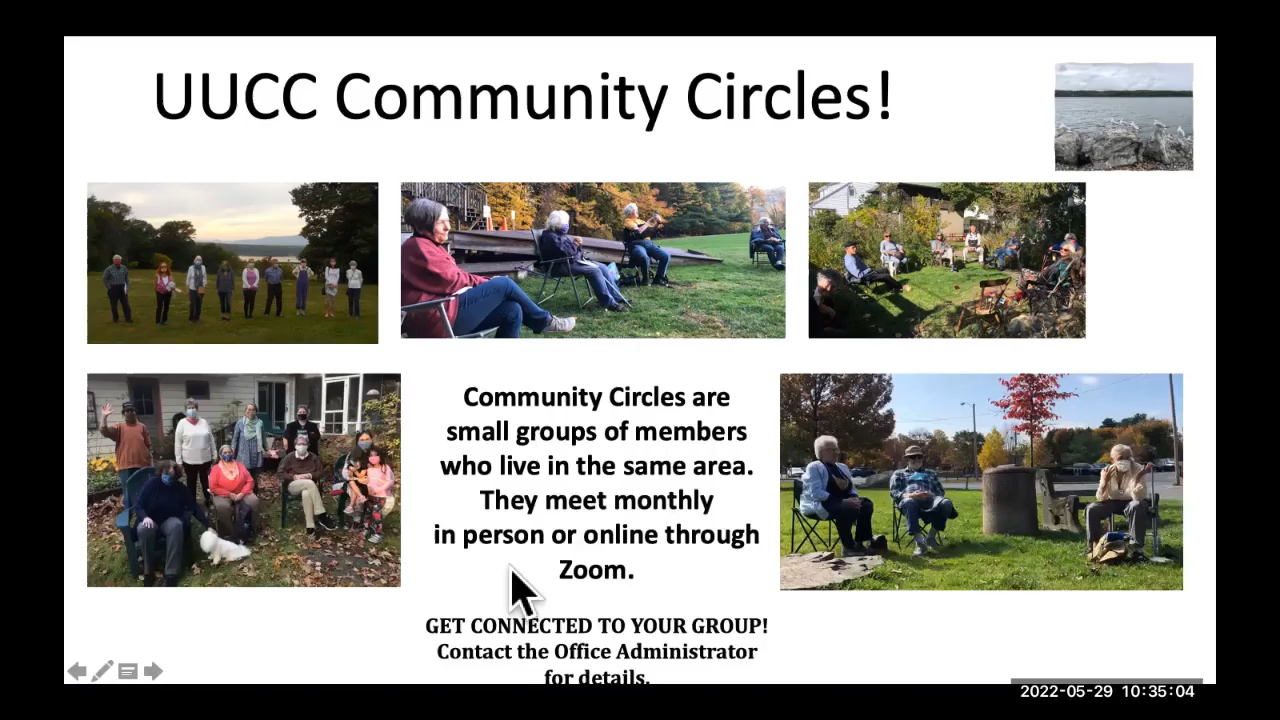 UUCC Community Circles!
Community Circles are
small groups of members
who live in the same area.
They meet monthly
in person or online through
Zoom.
GET CONNECTED TO YOUR GROUP!
Contact the Office Administrator
for details.
2022-05-29 10:35:04